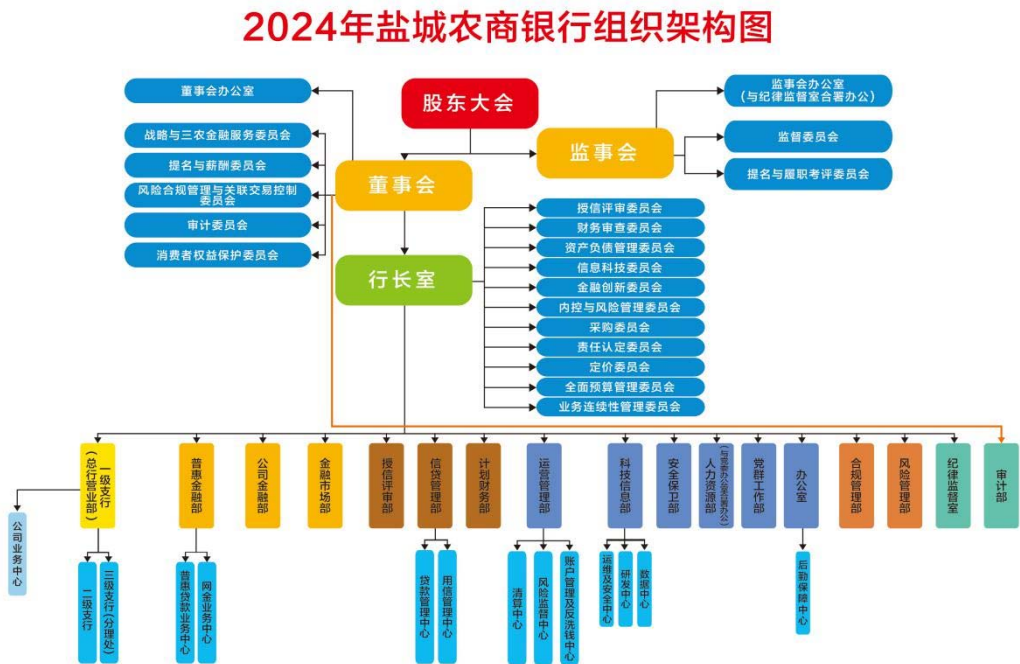 2024年盐城农商银行组织架构图
股东大会
董事会办公室
战略与三农金融服务委员会
提名与薪酬委员会
风险合规管理与关联交易控制
委员会
审计委员会
消费者权益保护委员会
董事会
监事会
监事会办公室
(与纪律监督室合署办公)
监督委员会
提名与履职考评委员会
行长室
授信评审委员会
财务审查委员会
资产负债管理委员会
信息科技委员会
金融创新委员会
内控与风险管理委员会
采购委员会
责任认定委员会
定价委员会
全面预算管理委员会
业务连续性管理委员会
一级支行
(总行营业部)
普惠金融部
公司金融部
金融市场部
授信评审部
信贷管理部
计划财务部
运营管理部
科技信息部
安全保卫部
人力资源部
(与党委办公室合署办公)
党群工作部
办公室
合规管理部
风险管理部
纪律监督室
审计部
公司业务中心
二级支行
三级支行(分理处)
普惠贷款业务中心
网金业务中心
贷款管理中心
用信管理中心
清算中心
风险监督中心
账户管理及反洗钱中心
运维及安全中心
研发中心
数据中心
后勤保障中心